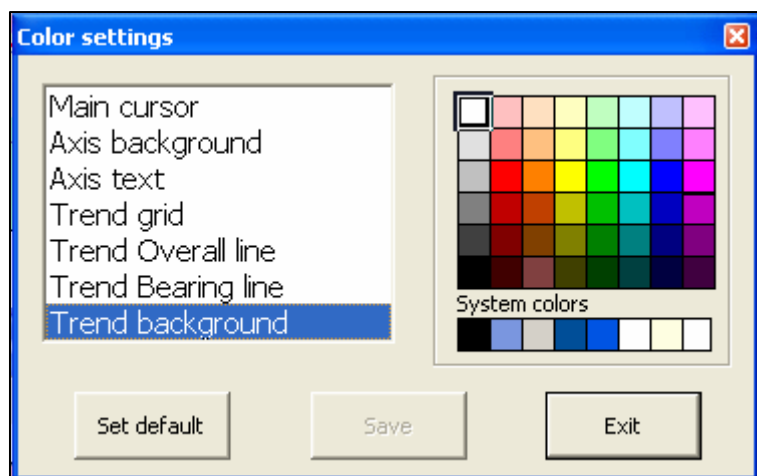 Color settings
Main cursor
Axis background
Axis text
Trend grid
Trend Overall line
Trend Bearing line
Trend background
System colors
Set default
Save
Exit